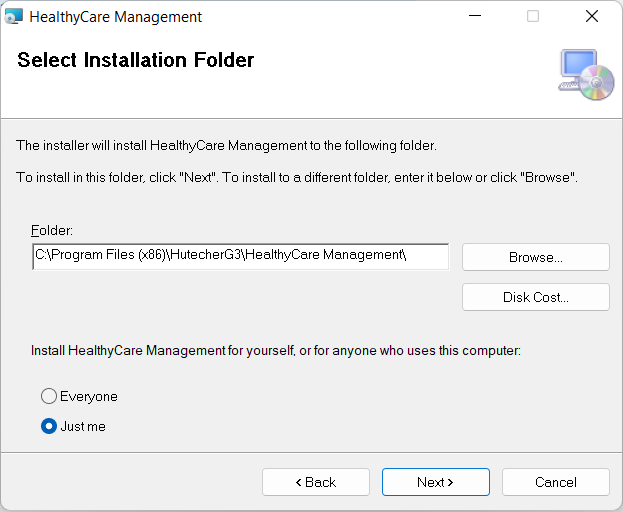 HealthyCare Management
Select Installation Folder
The installer will install HealthyCare Management to the following folder.
To install in this folder, click "Next". To install to a different folder, enter it below or click "Browse".
Folder:
C:\Program Files (x86)\HutecherG3\HealthyCare Management\
Browse...
Disk Cost...
Install HealthyCare Management for yourself, or for anyone who uses this computer:
Everyone
Just me
< Back
Next >
Cancel